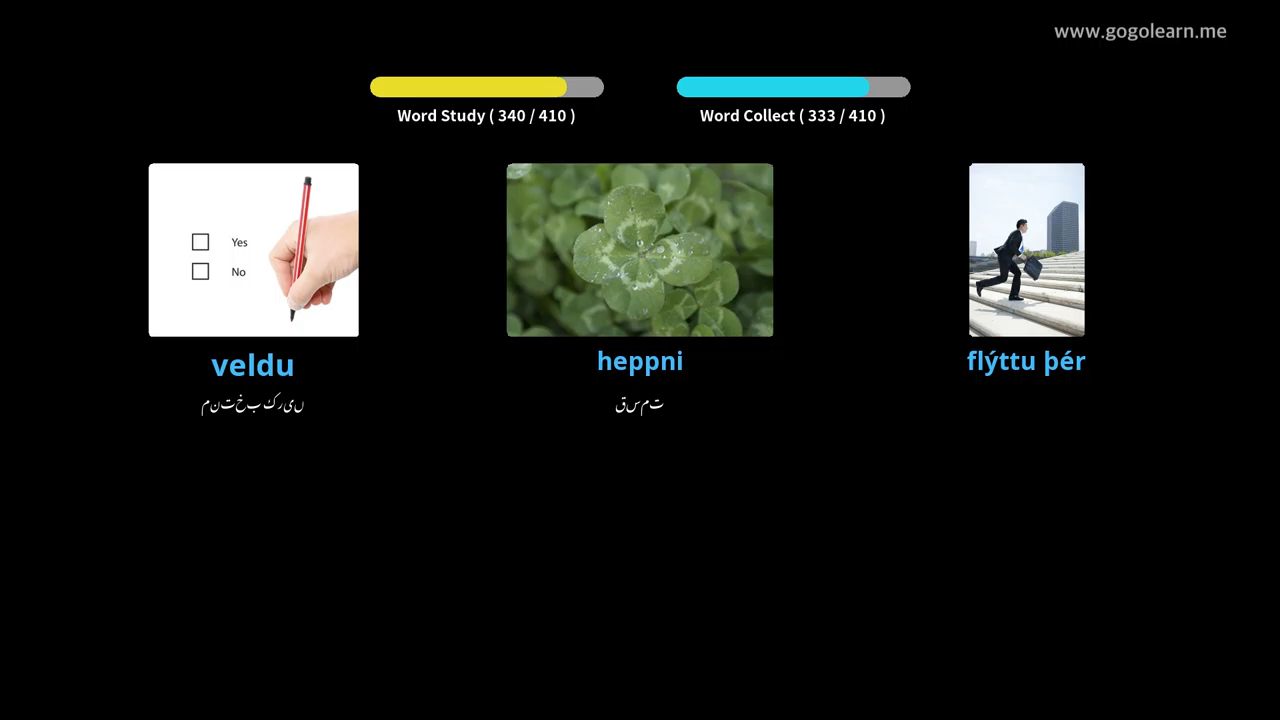 www.gogolearn.me
Word Study ( 340 / 410 )
Word Collect ( 333 / 410 )
veldu
منتخب کریں
heppni
قسمت
flýttu þér
Yes
No